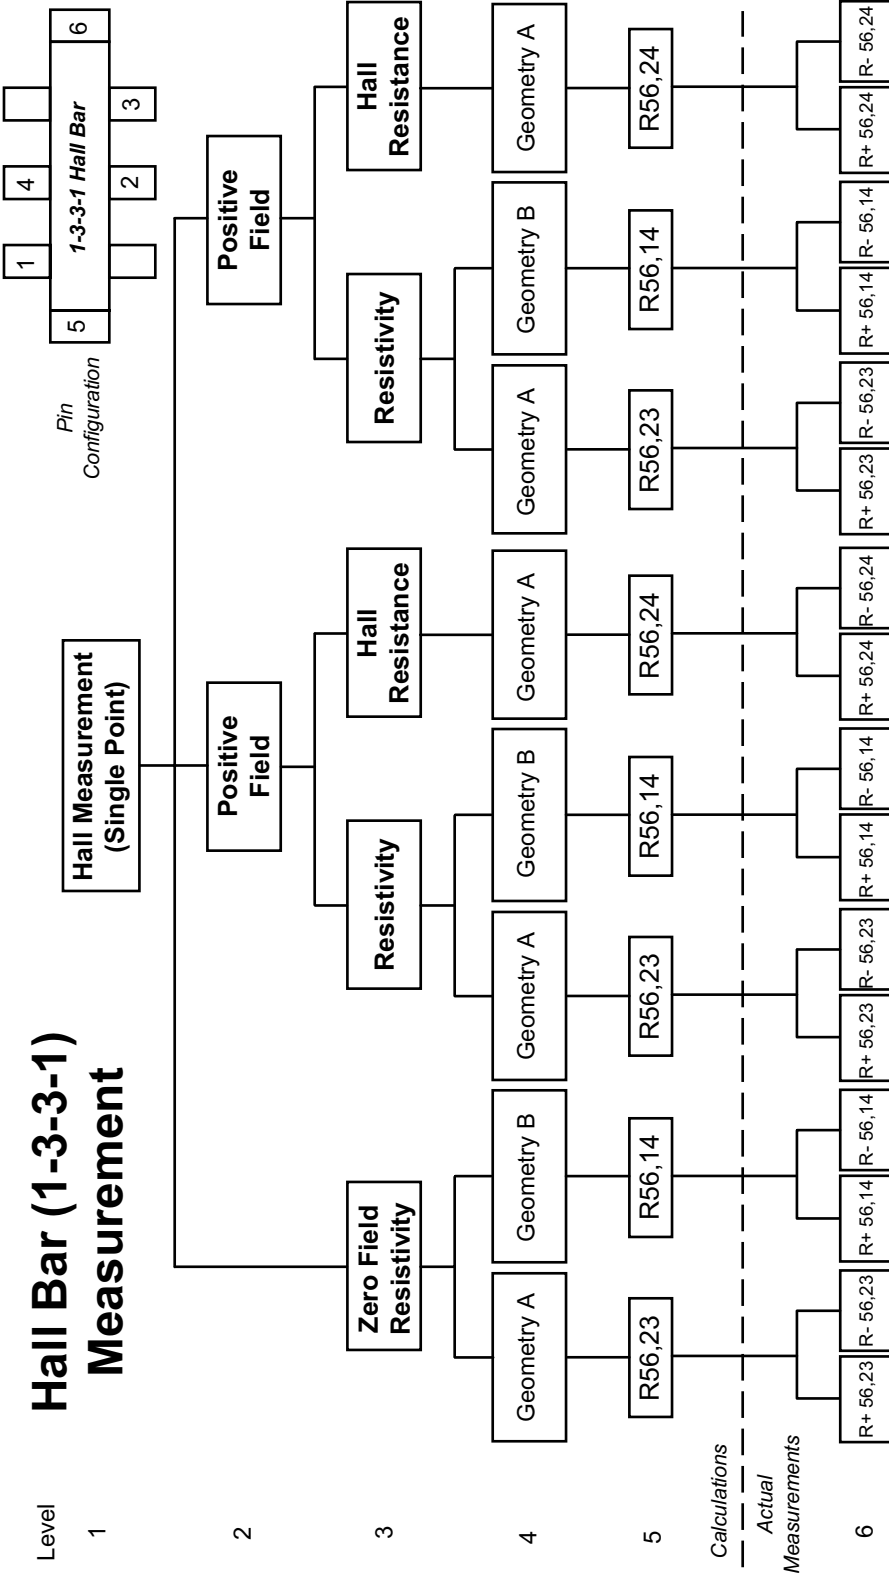 Hall Bar (1-3-3-1)
Measurement
Level
1
2
3
4
5
Calculations
Actual
Measurements
6
Pin
Configuration
5
1
4
1-3-3-1 Hall Bar
2
3
6
Hall Measurement
(Single Point)
Positive
Field
Positive
Field
Zero Field
Resistivity
Resistivity
Hall
Resistance
Resistivity
Hall
Resistance
Geometry A
Geometry B
Geometry A
Geometry B
Geometry A
Geometry A
Geometry B
Geometry A
R56,23
R56,14
R56,23
R56,14
R56,24
R56,23
R56,14
R56,24
R+ 56,23
R- 56,23
R+ 56,14
R- 56,14
R+ 56,23
R- 56,23
R+ 56,14
R- 56,14
R+ 56,24
R- 56,24
R+ 56,23
R- 56,23
R+ 56,14
R- 56,14
R+ 56,24
R- 56,24